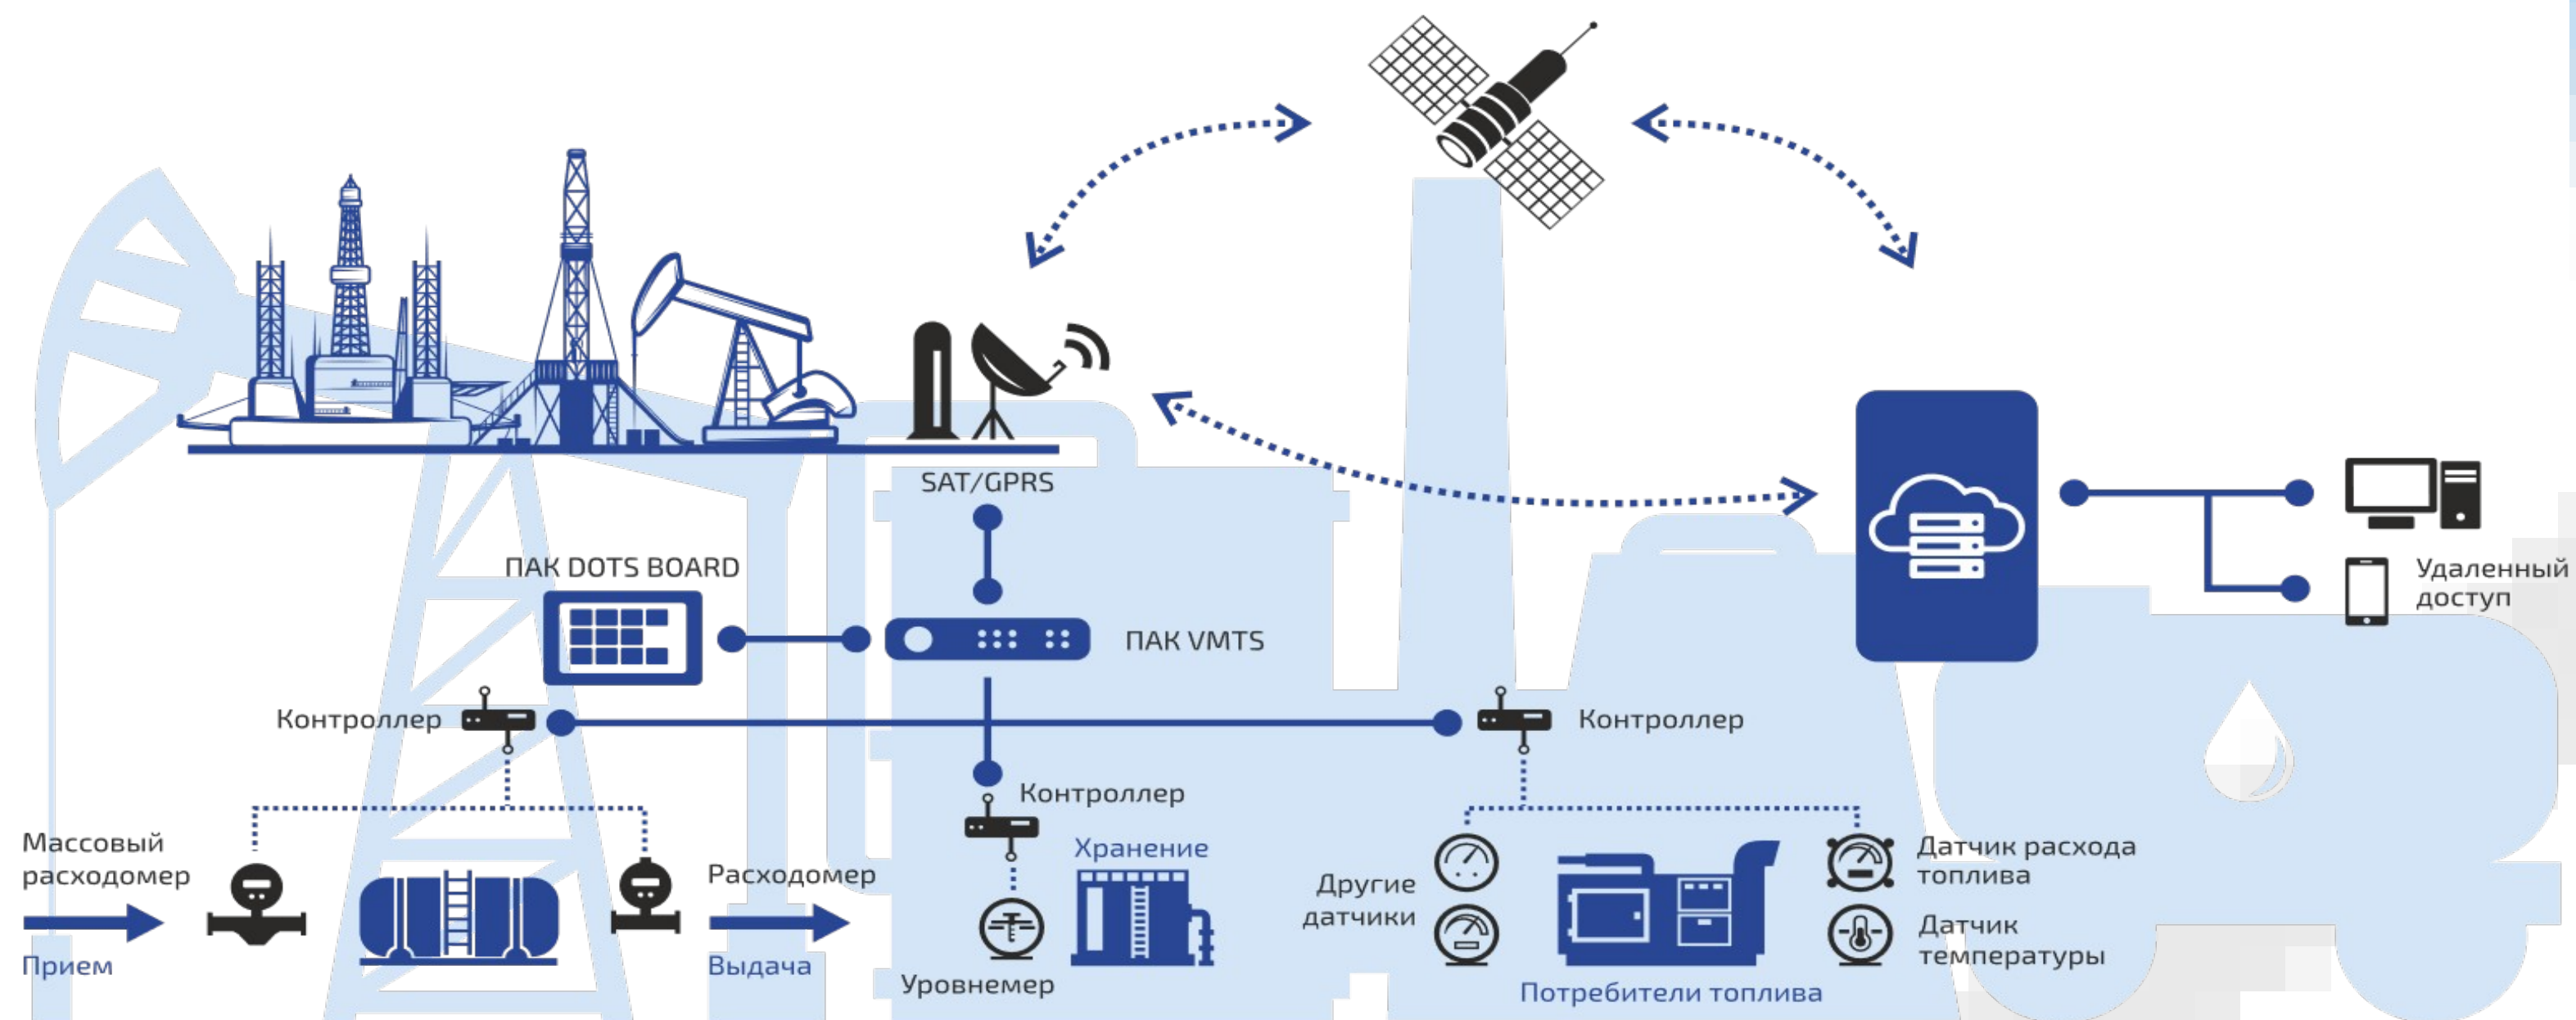 SAT/GPRS
ПАК DOTS BOARD
ПАК VMTS
Удаленный
доступ
Контроллер
Контроллер
Контроллер
Массовый
расходомер
Прием
Расходомер
Выдача
Хранение
Уровнемер
Другие
датчики
Потребители топлива
Датчик расхода
топлива
Датчик
температуры